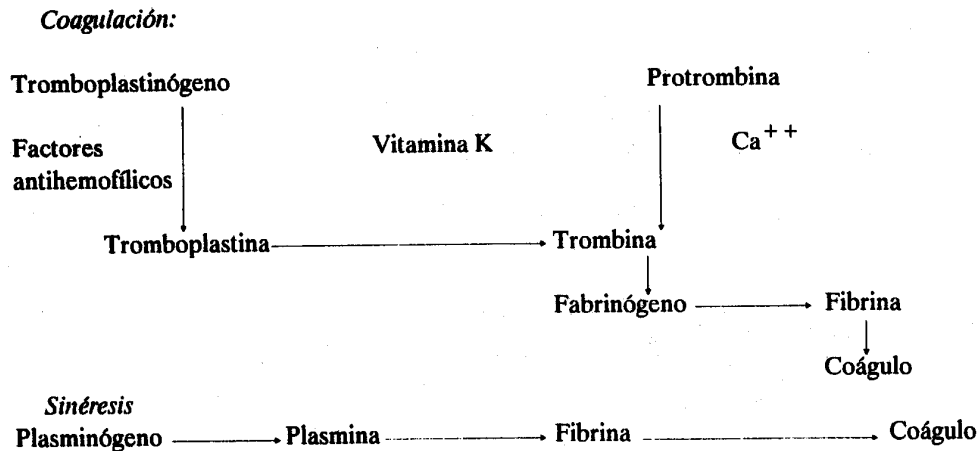 Coagulación:
Tromboplastinógeno Protrombina
Factores Vitamina K Ca++
antihemofílicos
Tromboplastina Trombina
Fabrinógeno Fibrina
Coágulo
Sinéresis
Plasminógeno Plasmina Fibrina Coágulo